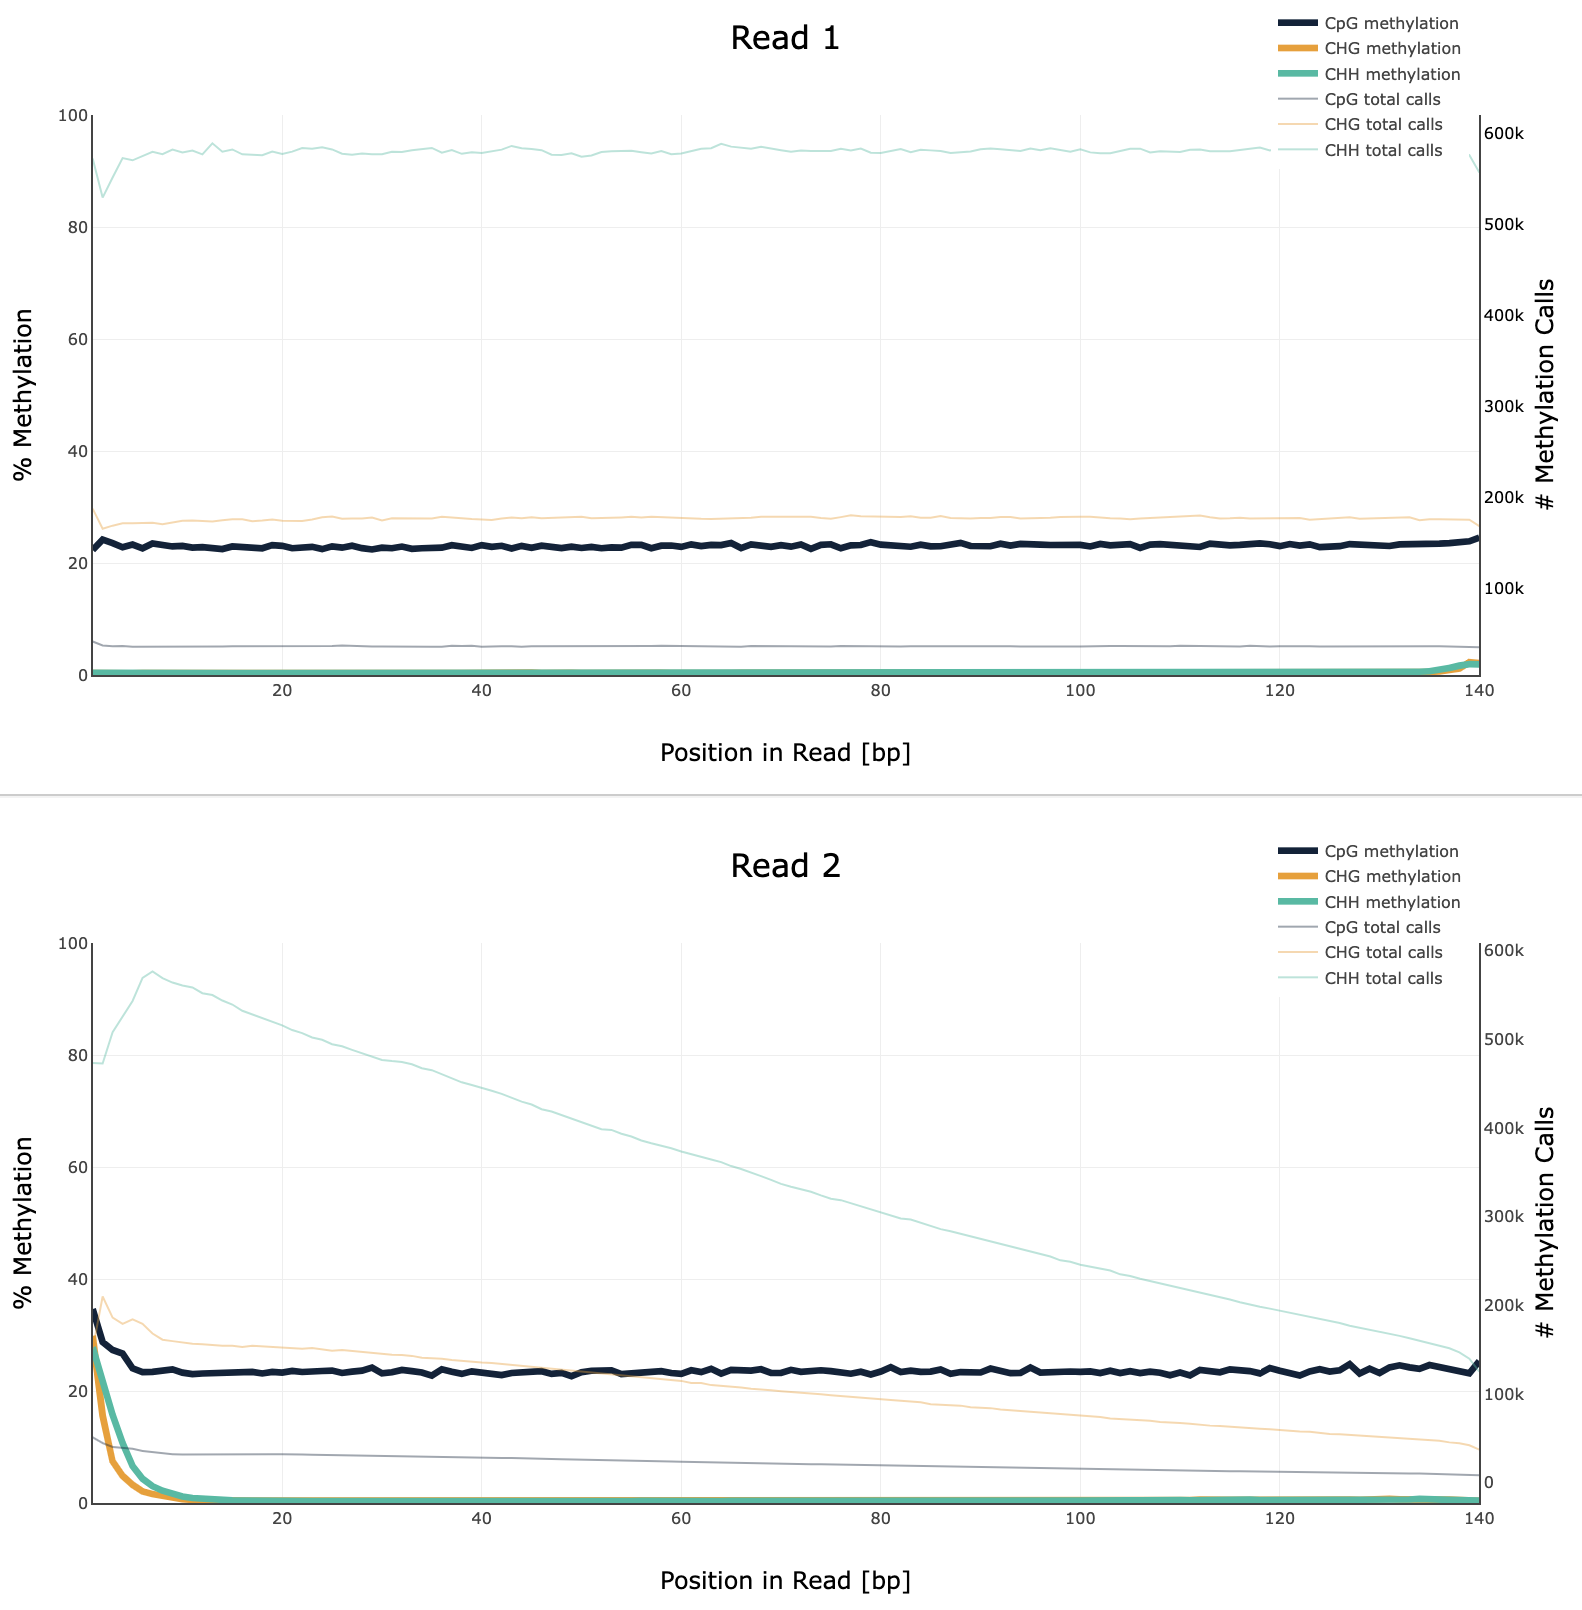 Read 1
CpG methylation
CHG methylation
CHH methylation
CpG total calls
CHG total calls
CHH total calls
% Methylation
100
80
60
40
20
0
600k
500k
400k
300k
200k
100k
# Methylation Calls
20 40 60 80 100 120 140
Position in Read [bp]
Read 2
CpG methylation
CHG methylation
CHH methylation
CpG total calls
CHG total calls
CHH total calls
% Methylation
100
80
60
40
20
0
600k
500k
400k
300k
200k
100k
0
# Methylation Calls
20 40 60 80 100 120 140
Position in Read [bp]